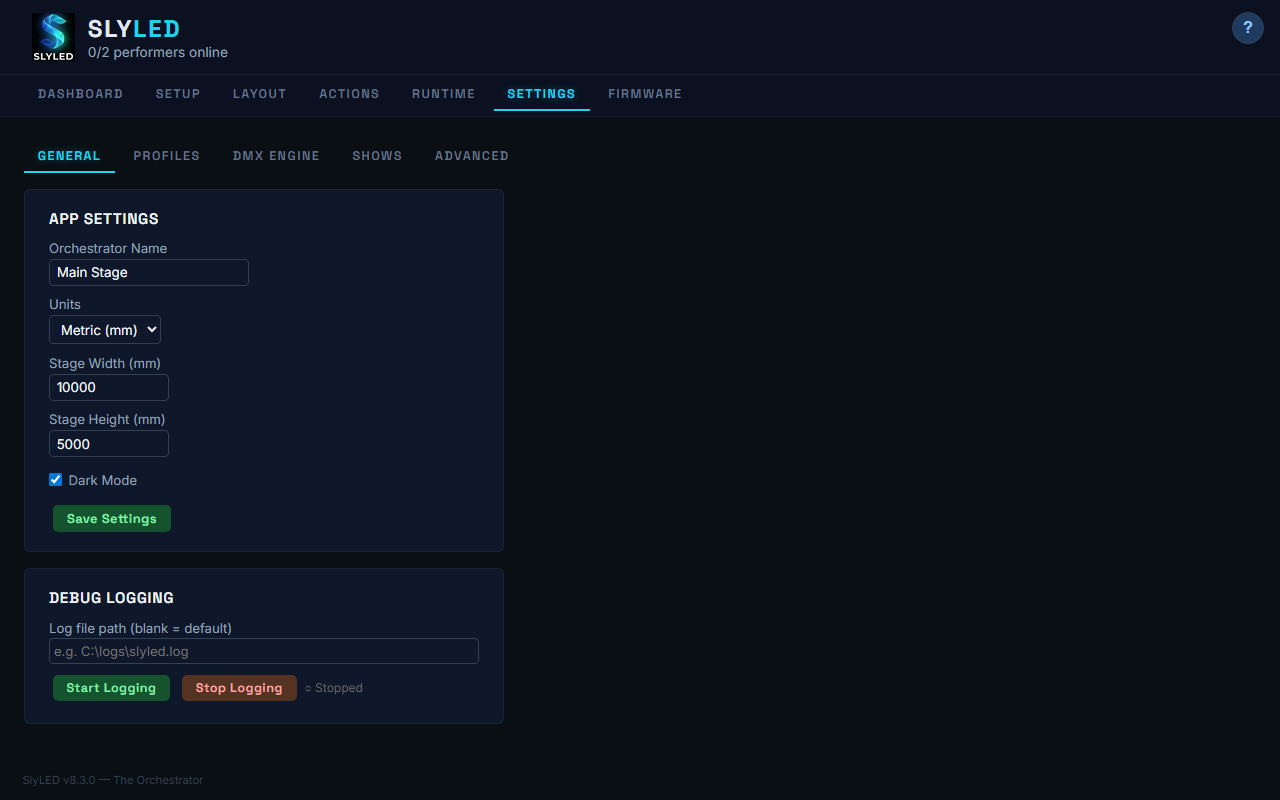 SLYLED
SLYLED
0/2 performers online
?
DASHBOARD SETUP LAYOUT ACTIONS RUNTIME SETTINGS FIRMWARE
GENERAL PROFILES DMX ENGINE SHOWS ADVANCED
APP SETTINGS
Orchestrator Name
Main Stage
Units
Metric (mm)
Stage Width (mm)
10000
Stage Height (mm)
5000
Dark Mode
Save Settings
DEBUG LOGGING
Log file path (blank = default)
e.g. C:\logs\slyled.log
Start Logging Stop Logging ○ Stopped
SlyLED v8.3.0 — The Orchestrator